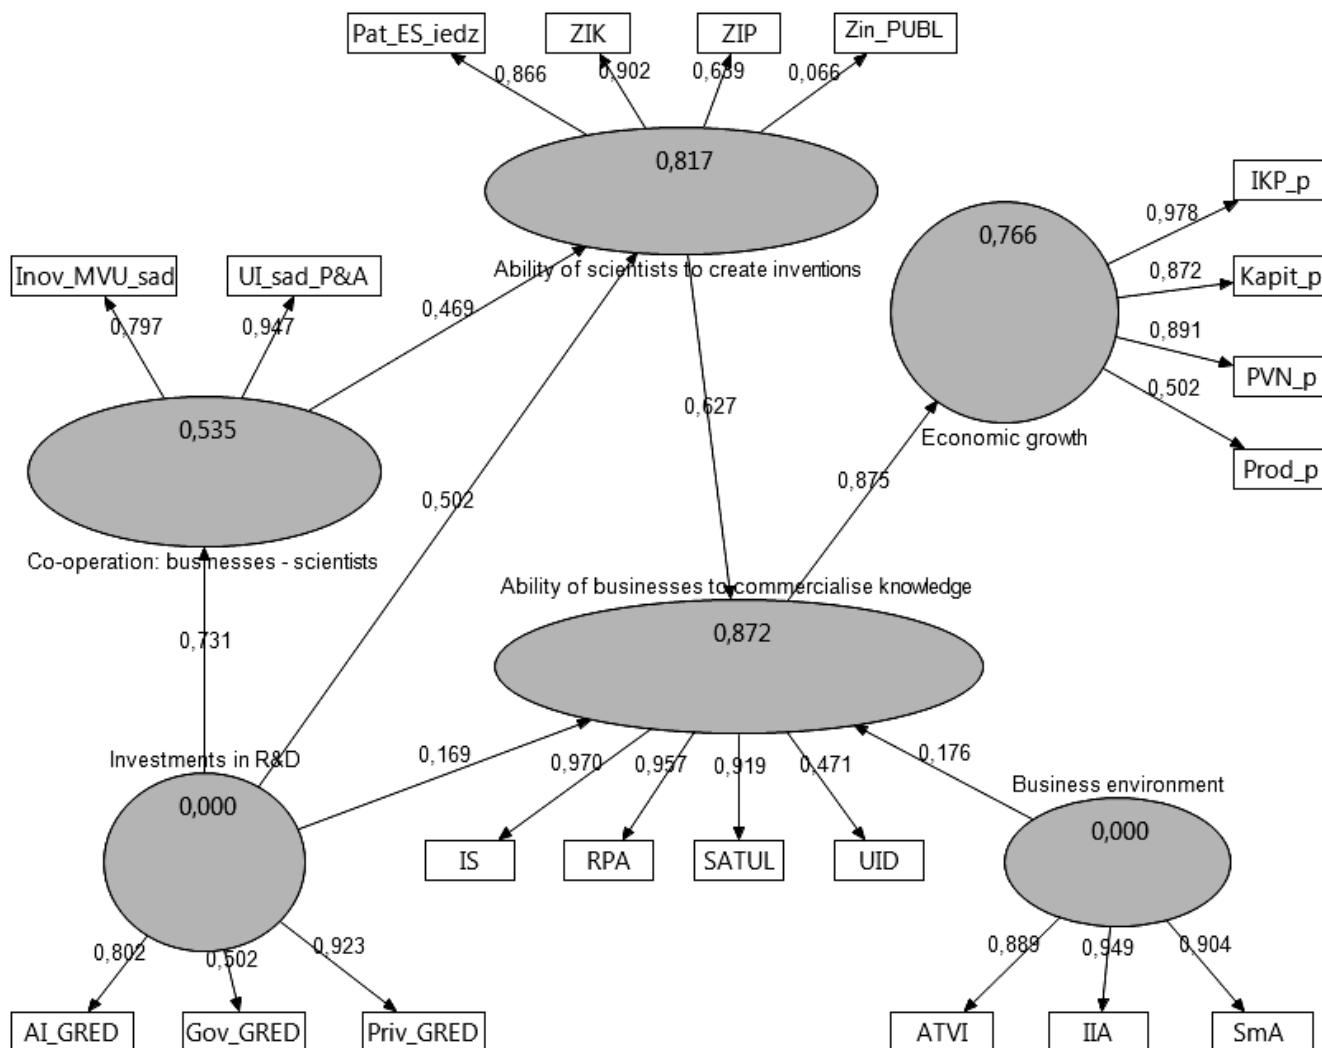 Pat_ES_iedz
ZIK
ZIP
Zin_PUBL
0,866
0,902
0,639
0,066
0,817
Ability of scientists to create inventions
IKP_p
Kapit_p
PVN_p
Prod_p
0,978
0,872
0,891
0,502
0,766
Economic growth
Inov_MVU_sad
UI_sad_P&A
0,797
0,947
0,535
Co-operation: businesses - scientists
0,469
0,502
0,627
0,875
0,731
Ability of businesses to commercialise knowledge
0,872
Investments in R&D
0,000
0,169
0,176
0,970
0,957
0,919
0,471
IS
RPA
SATUL
UID
Business environment
0,000
0,802
0,502
0,923
AI_GRED
Gov_GRED
Priv_GRED
0,889
0,949
0,904
ATVI
IIA
SmA